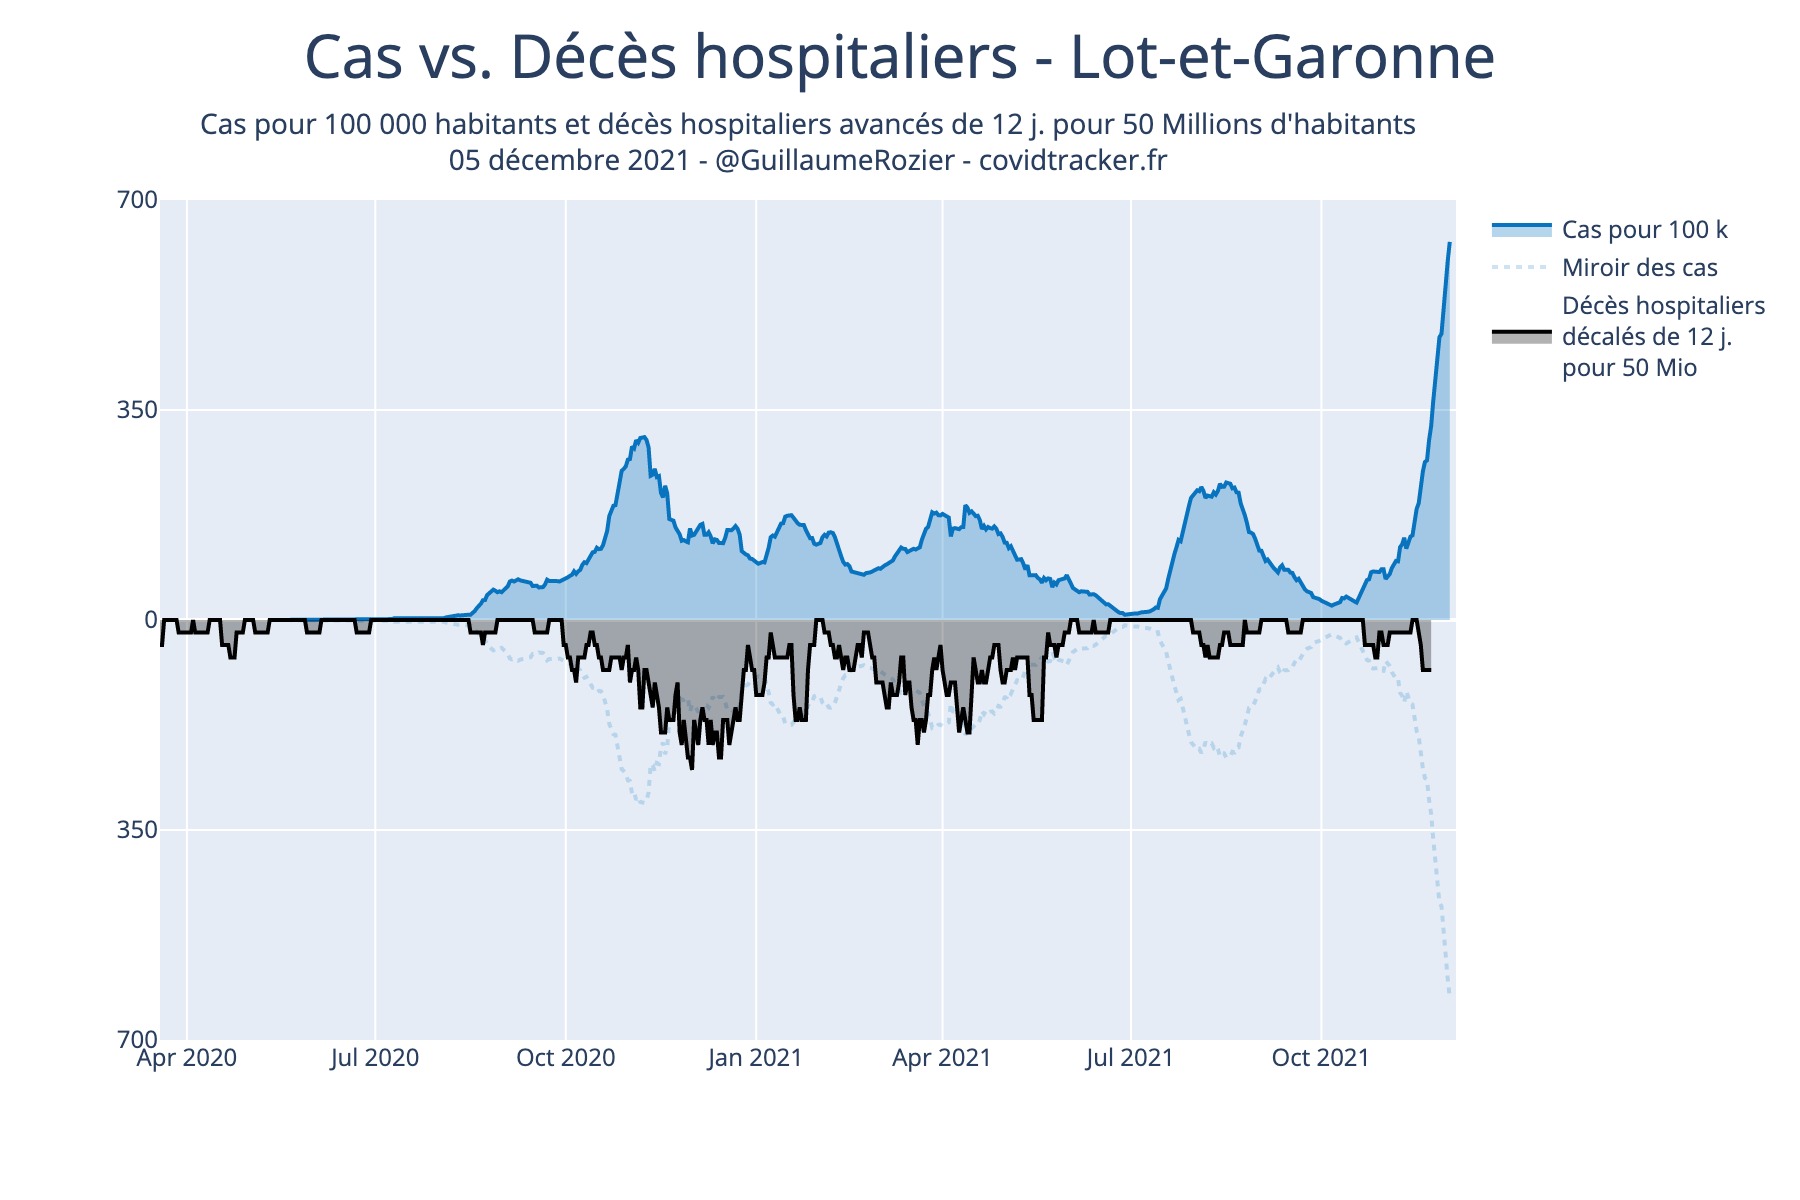 Cas vs. Décès hospitaliers - Lot-et-Garonne
Cas pour 100 000 habitants et décès hospitaliers avancés de 12 j. pour 50 Millions d'habitants
05 décembre 2021 - @GuillaumeRozier - covidtracker.fr
700
350
0
350
700
Apr 2020
Jul 2020
Oct 2020
Jan 2021
Apr 2021
Jul 2021
Oct 2021
Cas pour 100 k
Miroir des cas
Décès hospitaliers
décalés de 12 j.
pour 50 Mio